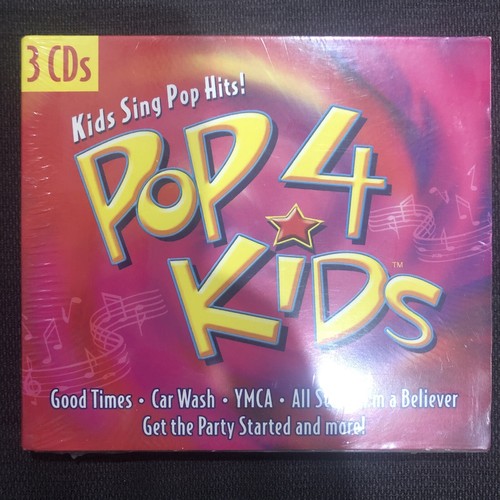 3 CDs
Kids Sing Pop Hits!
POP 4
KIDS™
Good Times • Car Wash • YMCA • All a Believer
Get the Party Started and more!